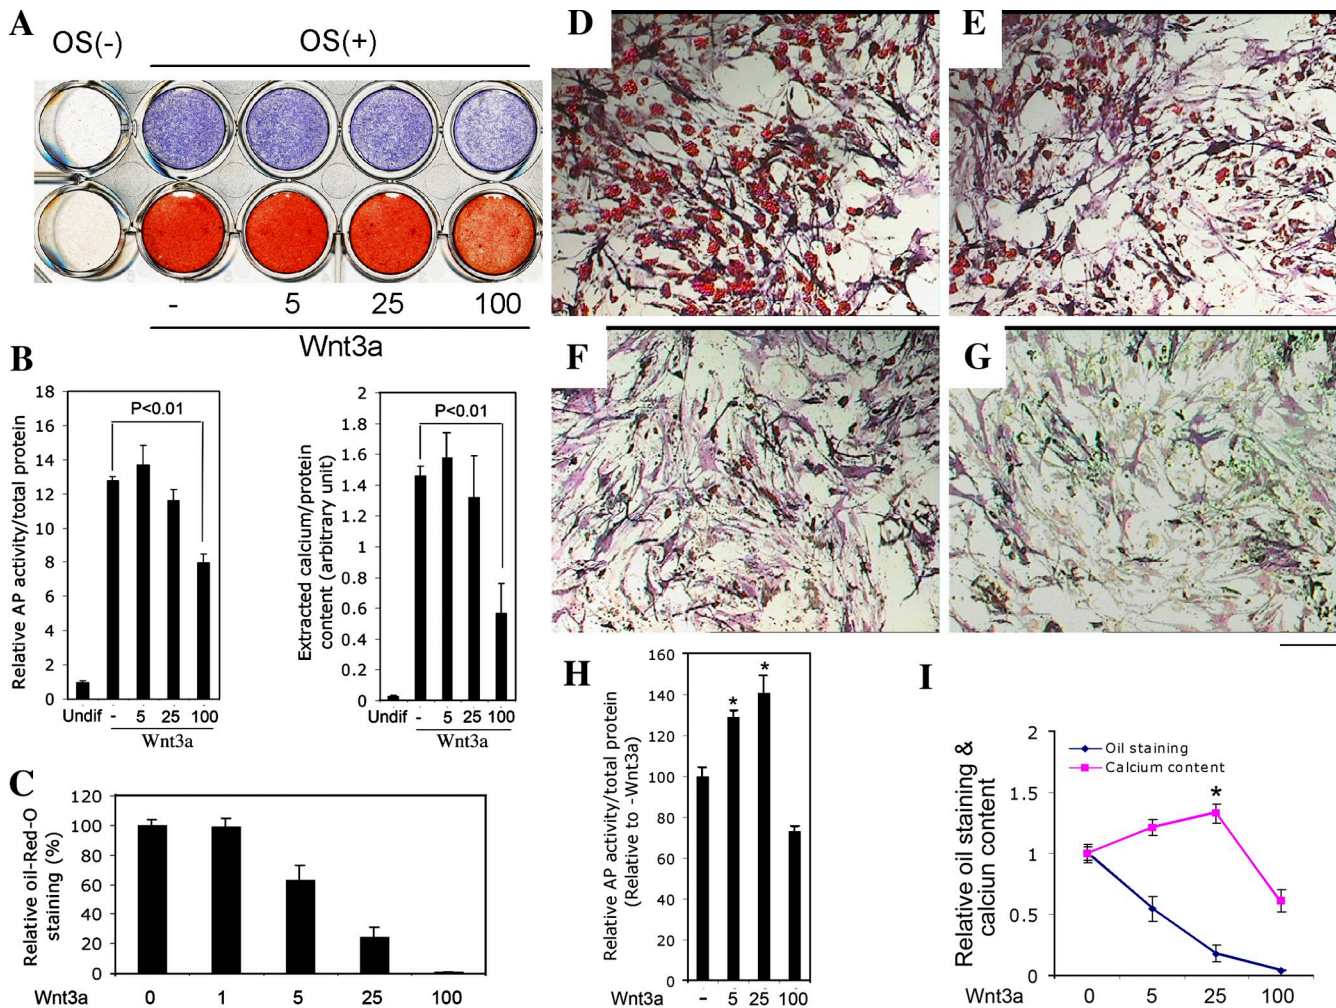 A
OS(-)
OS(+)
-
5
25
100
Wnt3a
B
Relative AP activity/total protein
18
16
14
12
10
8
6
4
2
0
P<0.01
Undif
-
5
25
100
Wnt3a
Extracted calcium/protein
content (arbitrary unit)
2
1.8
1.6
1.4
1.2
1
0.8
0.6
0.4
0.2
0
P<0.01
Undif
-
5
25
100
Wnt3a
C
Relative oil-Red-O
staining (%)
120
100
80
60
40
20
0
Wnt3a
0
1
5
25
100
D
E
F
G
H
Relative AP activity/total protein
(Relative to -Wnt3a)
160
140
120
100
80
60
40
20
0
*
*
Wnt3a
-
5
25
100
I
Relative oil staining &
calciun content
2
1.5
1
0.5
0
Oil staining
Calcium content
*
Wnt3a
0
5
25
100